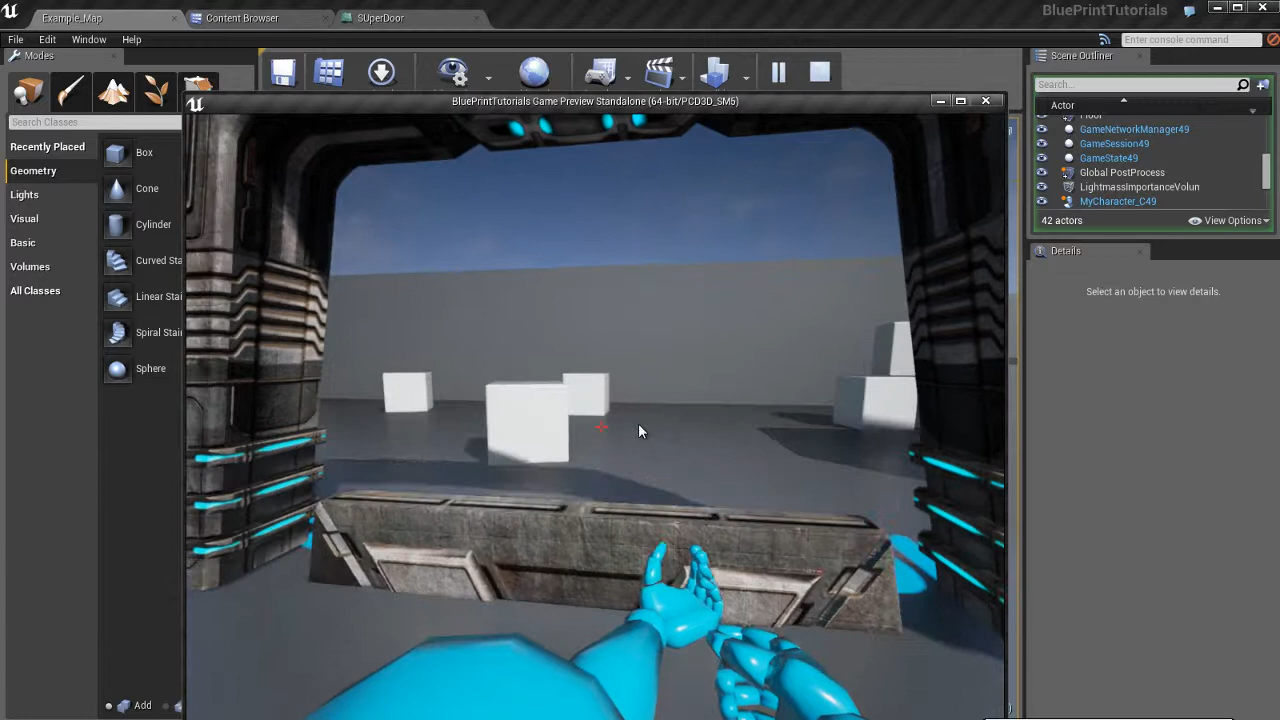 Example_Map
Content Browser
SUperDoor
BluePrintTutorials
File
Edit
Window
Help
Enter console command
Modes
Search Classes
Recently Placed
Geometry
Lights
Visual
Basic
Volumes
All Classes
Box
Cone
Cylinder
Curved Sta
Linear Stai
Spiral Stai
Sphere
Add
BluePrintTutorials Game Preview Standalone (64-bit/PCD3D_SM5)
Scene Outliner
Search...
Actor
Floor
GameNetworkManager49
GameSession49
GameState49
Global PostProcess
LightmassImportanceVolun
MyCharacter_C49
42 actors
View Options
Details
Select an object to view details.